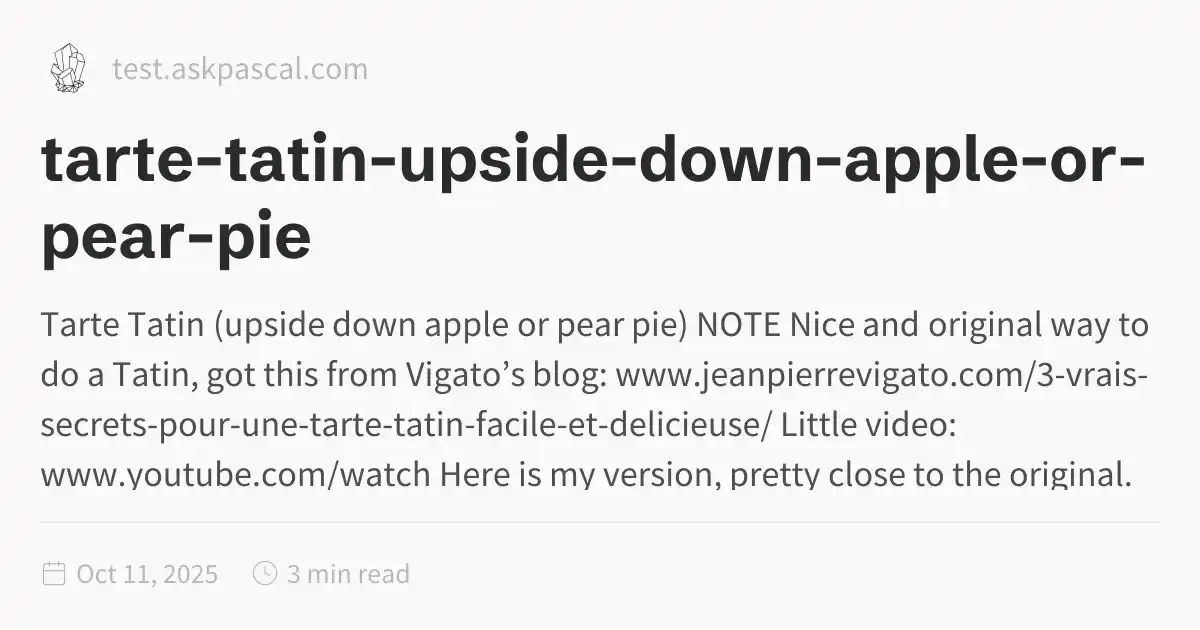 test.askpascal.com
tarte-tatin-upside-down-apple-or-
pear-pie
Tarte Tatin (upside down apple or pear pie) NOTE Nice and original way to
do a Tatin, got this from Vigato’s blog: www.jeanpierrevigato.com/3-vrais-
secrets-pour-une-tarte-tatin-facile-et-delicieuse/ Little video:
www.youtube.com/watch Here is my version, pretty close to the original.
Oct 11, 2025 3 min read